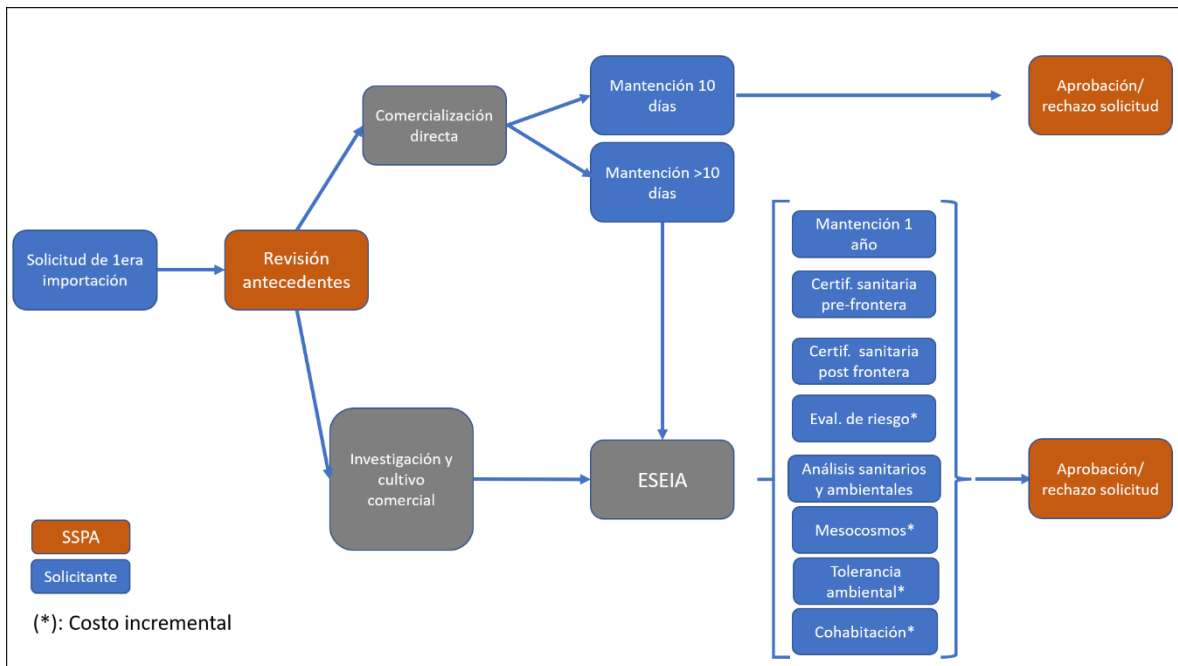 Solicitud de 1era
importación
Revisión
antecedentes
Comercialización
directa
Mantención 10
días
Aprobación/
rechazo solicitud
Mantención >10
días
Investigación y
cultivo
comercial
ESEIA
Mantención 1
año
Certif. sanitaria
pre-frontera
Certif. sanitaria
post frontera
Eval. de riesgo*
Análisis sanitarios
y ambientales
Mesocosmos*
Tolerancia
ambiental*
Cohabitación*
Aprobación/
rechazo solicitud
SSPA
Solicitante
(*): Costo incremental